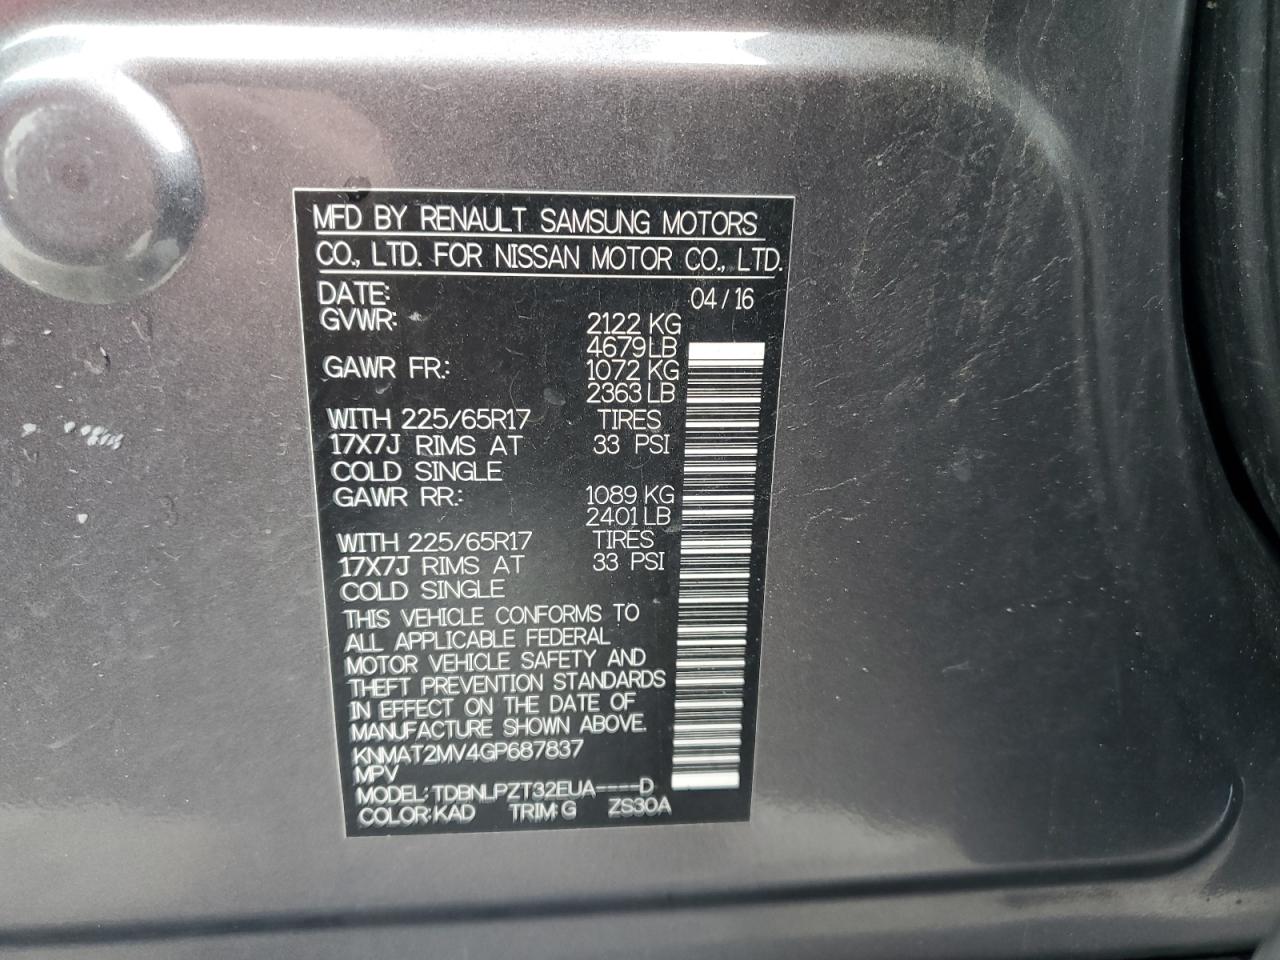 MFD BY RENAULT SAMSUNG MOTORS
CO., LTD. FOR NISSAN MOTOR CO., LTD.
DATE: 04/16
GVWR: 2122 KG
4679 LB
GAWR FR.: 1072 KG
2363 LB
WITH 225/65R17 TIRES
17X7J RIMS AT 33 PSI
COLD SINGLE
GAWR RR.: 1089 KG
2401 LB
WITH 225/65R17 TIRES
17X7J RIMS AT 33 PSI
COLD SINGLE
THIS VEHICLE CONFORMS TO
ALL APPLICABLE FEDERAL
MOTOR VEHICLE SAFETY AND
THEFT PREVENTION STANDARDS
IN EFFECT ON THE DATE OF
MANUFACTURE SHOWN ABOVE.
KNMAT2MV4GP687837
MPV
MODEL: TDBNLPZT32EUA----D
COLOR: KAD TRIM: G ZS30A